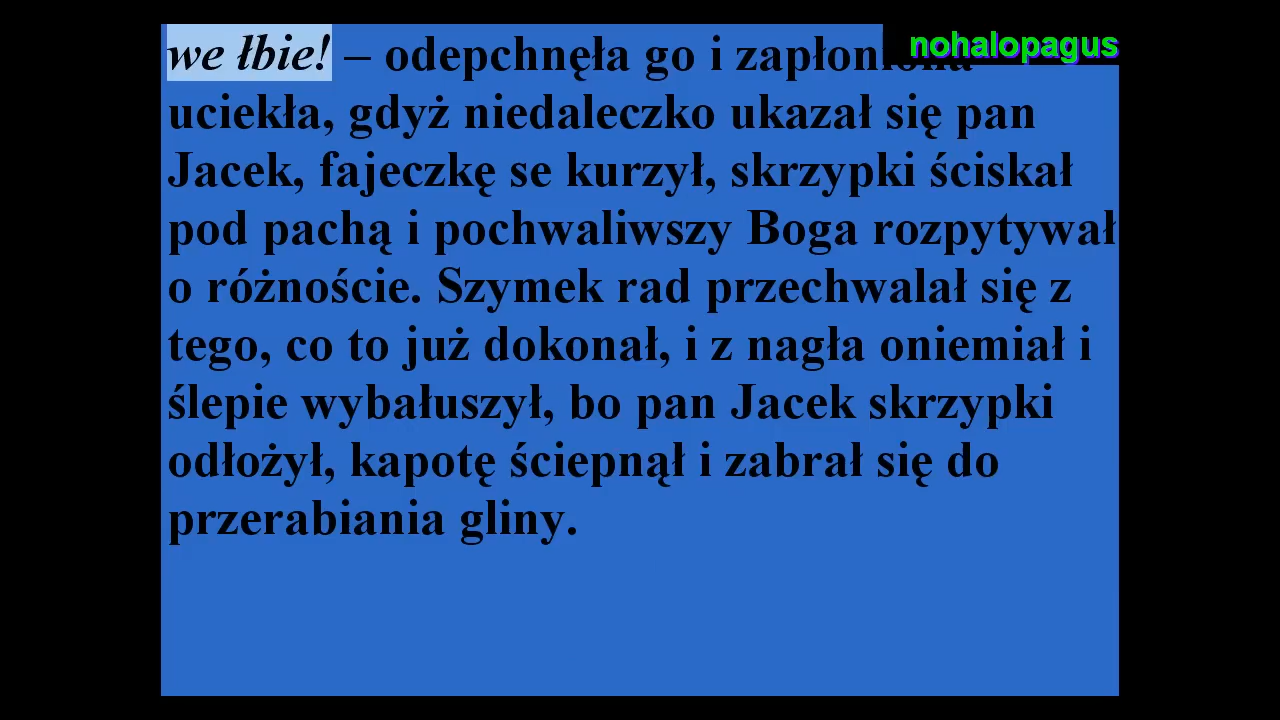 we łbie! – odepchnęła go i
nohalopagus
uciekła, gdyż niedaleczko ukazał się pan
Jacek, fajeczkę se kurzył, skrzypki ściskał
pod pachą i pochwaliwszy Boga rozpytywał
o różnoście. Szymek rad przechwalał się z
tego, co to już dokonał, i z nagła oniemiał i
ślepie wybałuszył, bo pan Jacek skrzypki
odłożył, kapotę ściepnął i zabrał się do
przerabiania gliny.